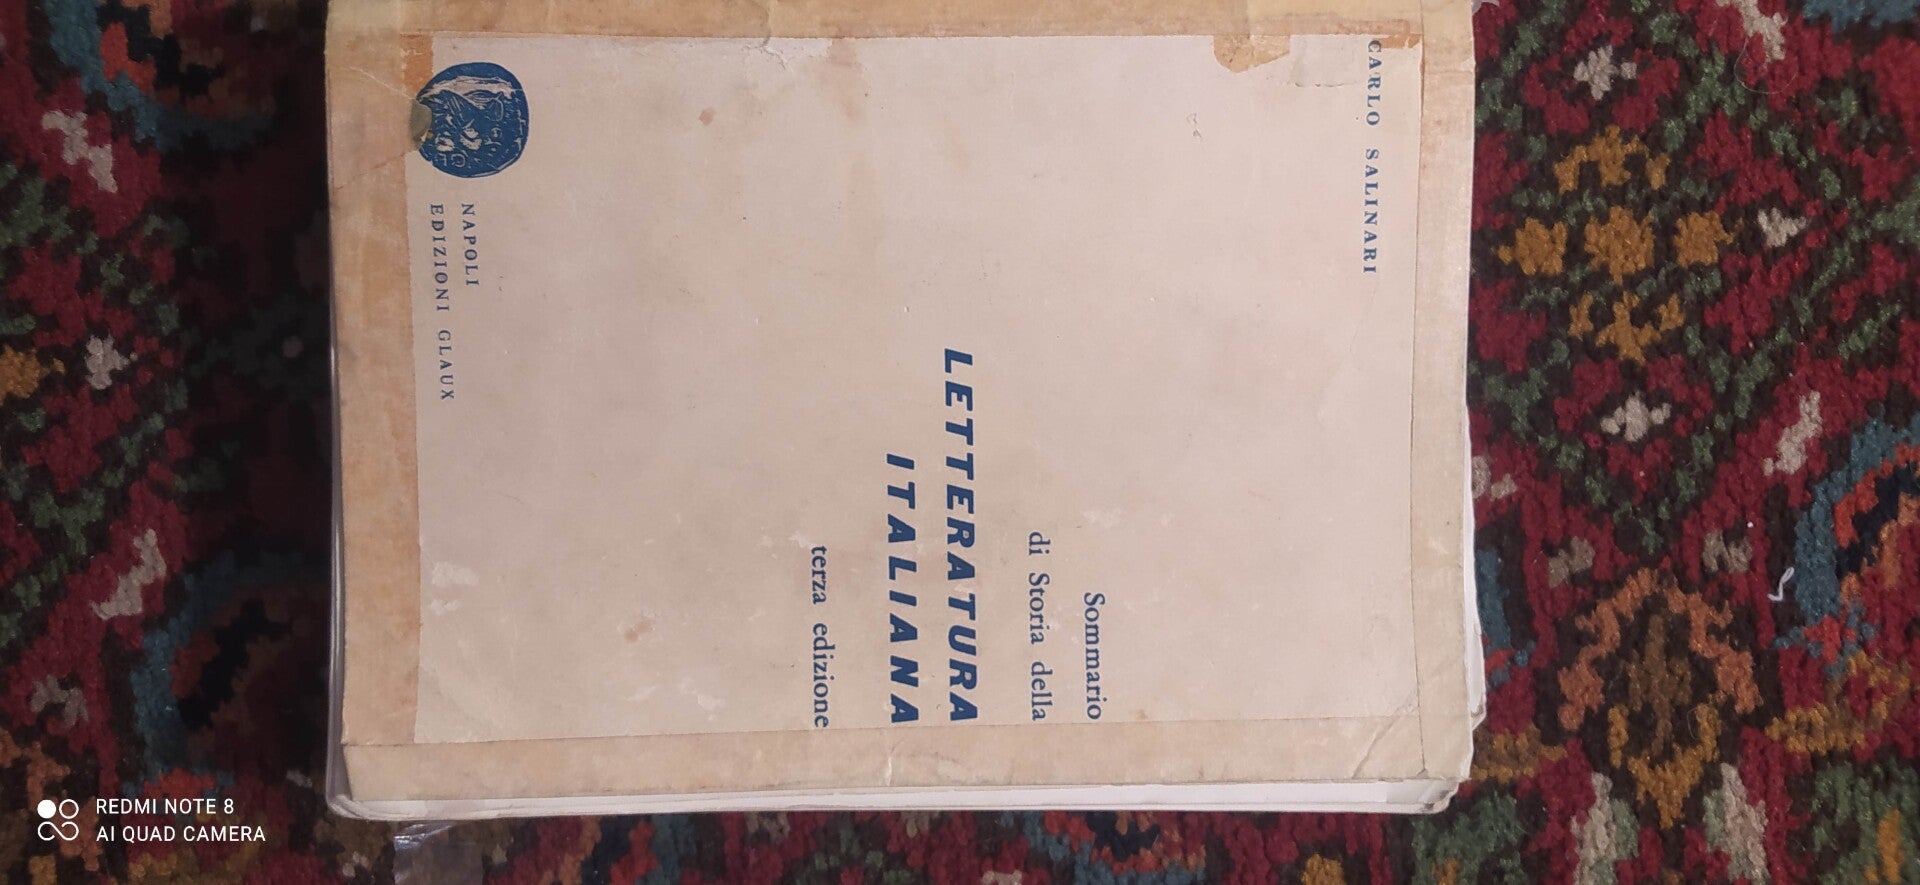 CARLO SALINARI
Sommario
di Storia della
LETTERATURA
ITALIANA
terza edizione
NAPOLI
EDIZIONI GLAUX
REDMI NOTE 8
AI QUAD CAMERA